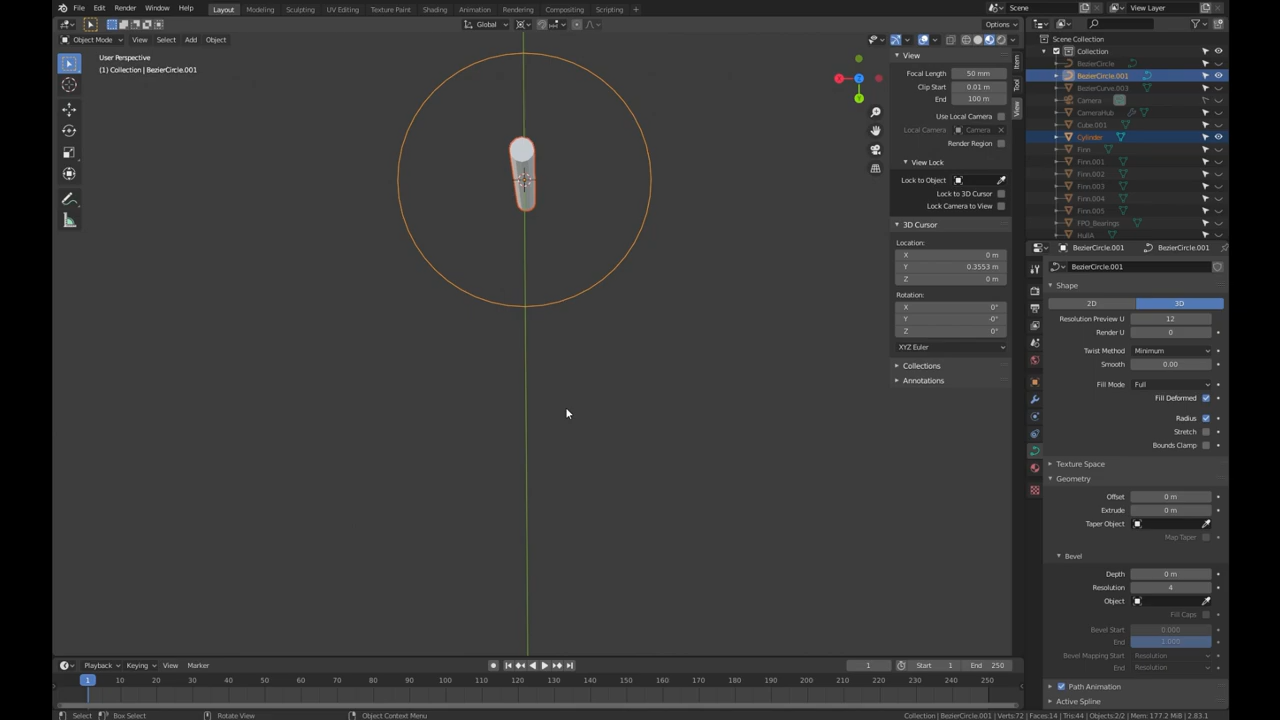 File Edit Render Window Help Layout Modeling Sculpting UV Editing Texture Paint Shading Animation Rendering Compositing Scripting + Scene View Layer
Global Options
Object Mode View Select Add Object
User Perspective
(1) Collection | BezierCircle.001
View
Focal Length 50 mm
Clip Start 0.01 m
End 100 m
Use Local Camera
Local Camera Camera
Render Region
View Lock
Lock to Object
Lock to 3D Cursor
Lock Camera to View
3D Cursor
Location:
X 0 m
Y 0.3553 m
Z 0 m
Rotation:
X 0°
Y -0°
Z 0°
XYZ Euler
Collections
Annotations
Item
Tool
View
Scene Collection
Collection
BezierCircle
BezierCircle.001
BezierCurve.003
Camera
CameraHub
Cube.001
Cylinder
Finn
Finn.001
Finn.002
Finn.003
Finn.004
Finn.005
FPO_Bearings
HullA
BezierCircle.001 BezierCircle.001
BezierCircle.001
Shape
2D 3D
Resolution Preview U 12
Render U 0
Twist Method Minimum
Smooth 0.00
Fill Mode Full
Fill Deformed
Radius
Stretch
Bounds Clamp
Texture Space
Geometry
Offset 0 m
Extrude 0 m
Taper Object
Map Taper
Bevel
Depth 0 m
Resolution 4
Object
Fill Caps
Bevel Start 0.000
End 1.000
Bevel Mapping Start Resolution
End Resolution
Path Animation
Active Spline
Playback Keying View Marker 1 Start 1 End 250
1 10 20 30 40 50 60 70 80 90 100 110 120 130 140 150 160 170 180 190 200 210 220 230 240 250
Select Box Select Rotate View Object Context Menu Collection | BezierCircle.001 | Verts:72 | Faces:14 | Tris:44 | Objects:2/2 | Mem: 177.2 MiB | 2.83.1